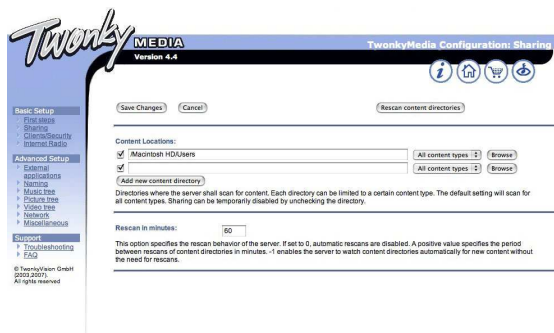 Twonky
MEDIA
Version 4.4
TwonkyMedia Configuration: Sharing
Basic Setup
First steps
Sharing
Clients/Security
Internet Radio
Advanced Setup
External
applications
Naming
Music tree
Picture tree
Video tree
Network
Miscellaneous
Support
Troubleshooting
FAQ
© TwonkyVision GmbH
[2003,2007).
All rights reserved
Save Changes
Cancel
Rescan content directories
Content Locations:
/Macintosh HD/Users
All content types
Browse
All content types
Browse
Add new content directory
Directories where the server shall scan for content. Each directory can be limited to a certain content type. The default setting will scan for
all content types. Sharing can be temporarily disabled by unchecking the directory.
Rescan in minutes:
60
This option specifies the rescan behavior of the server. If set to 0, automatic rescans are disabled. A positive value specifies the period
between rescans of content directories in minutes. -1 enables the server to watch content directories automatically for new content without
the need for rescans.